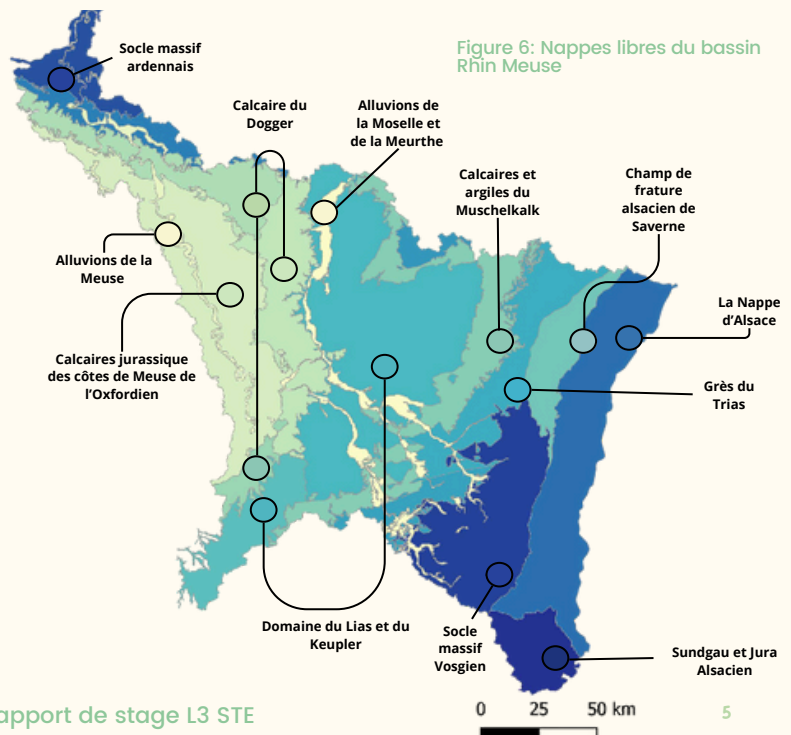 Figure 6: Nappes libres du bassin
Rhin Meuse
Socle massif
ardennais
Calcaire du
Dogger
Alluvions de
la Moselle et
de la Meurthe
Calcaires et
argiles du
Muschelkalk
Champ de
frature
alsacien de
Saverne
Alluvions de la
Meuse
La Nappe
d'Alsace
Calcaires jurassique
des côtes de Meuse de
l'Oxfordien
Grès du
Trias
Domaine du Lias et du
Keupler
Socle
massif
Vosgien
Sundgau et Jura
Alsacien
apport de stage L3 STE
0 25 50 km
5